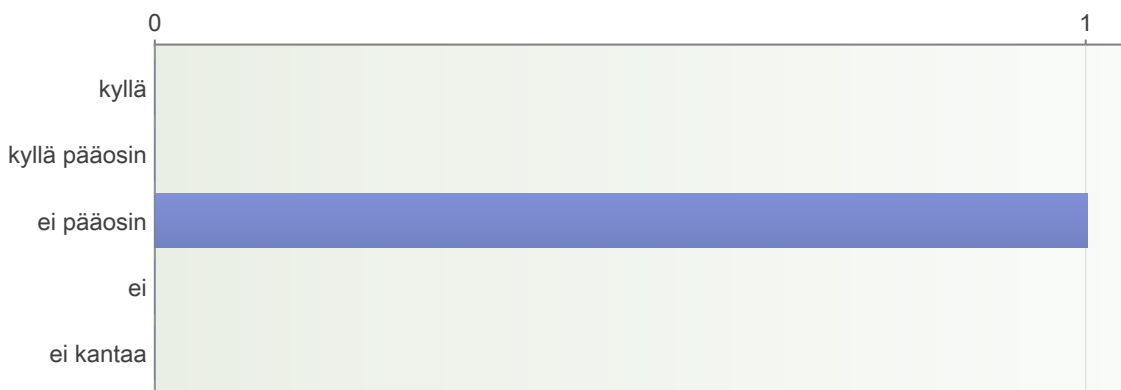 0 1
kyllä
kyllä pääosin
ei pääosin
ei
ei kantaa